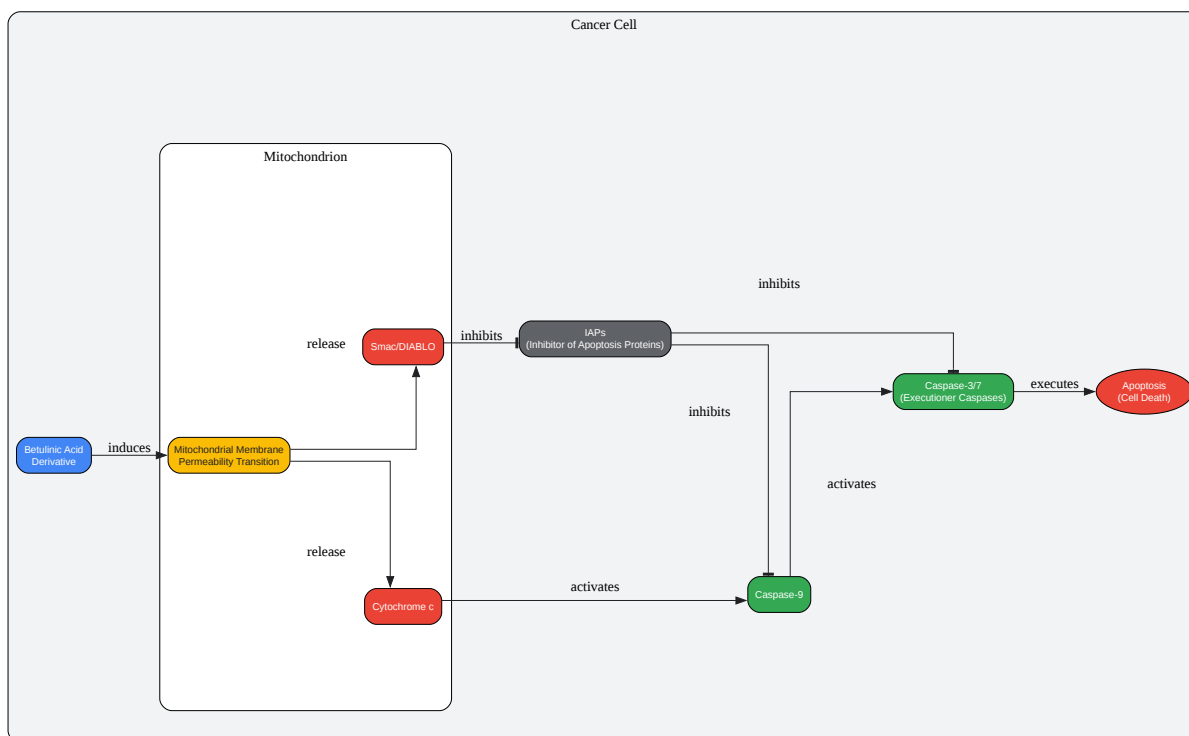 Cancer Cell
Mitochondrion
inhibits
release
Smac/DIABLO
inhibits
IAPs
(Inhibitor of Apoptosis Proteins)
Caspase-3/7
(Executioner Caspases)
executes
Apoptosis
(Cell Death)
inhibits
Betulinic Acid
Derivative
induces
Mitochondrial Membrane
Permeability Transition
activates
release
activates
Cytochrome c
Caspase-9